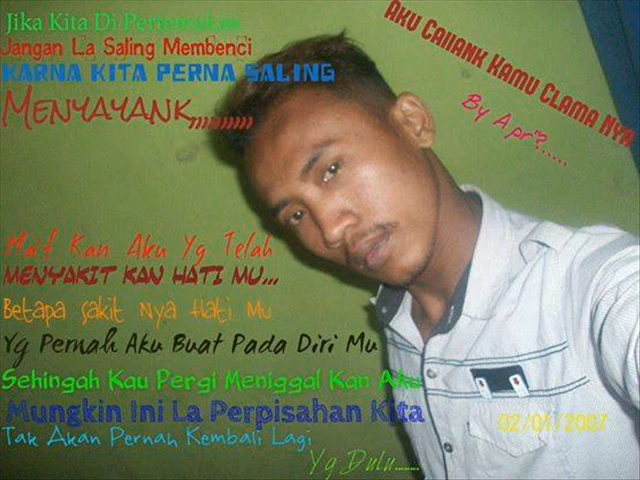 Jika Kita Di Pertemukan
Jangan La Saling Membenci
KARNA KITA PERNA SALING
MENYAYANK,,,,,,,,,,
AKU CAIIANK KAMU CLAMA NYA
By Apri?.....
Ma'f Kan Aku Yg Telah
MENYAKIT KAN HATI MU...
Betapa Sakit Nya Hati Mu
Yg Pernah Aku Buat Pada Diri Mu
Sehingah Kau Pergi Meniggal Kan Aku
Mungkin Ini La Perpisahan Kita
Tak Akan Pernah Kembali Lagi
Yg Dulu........
02/01/2007